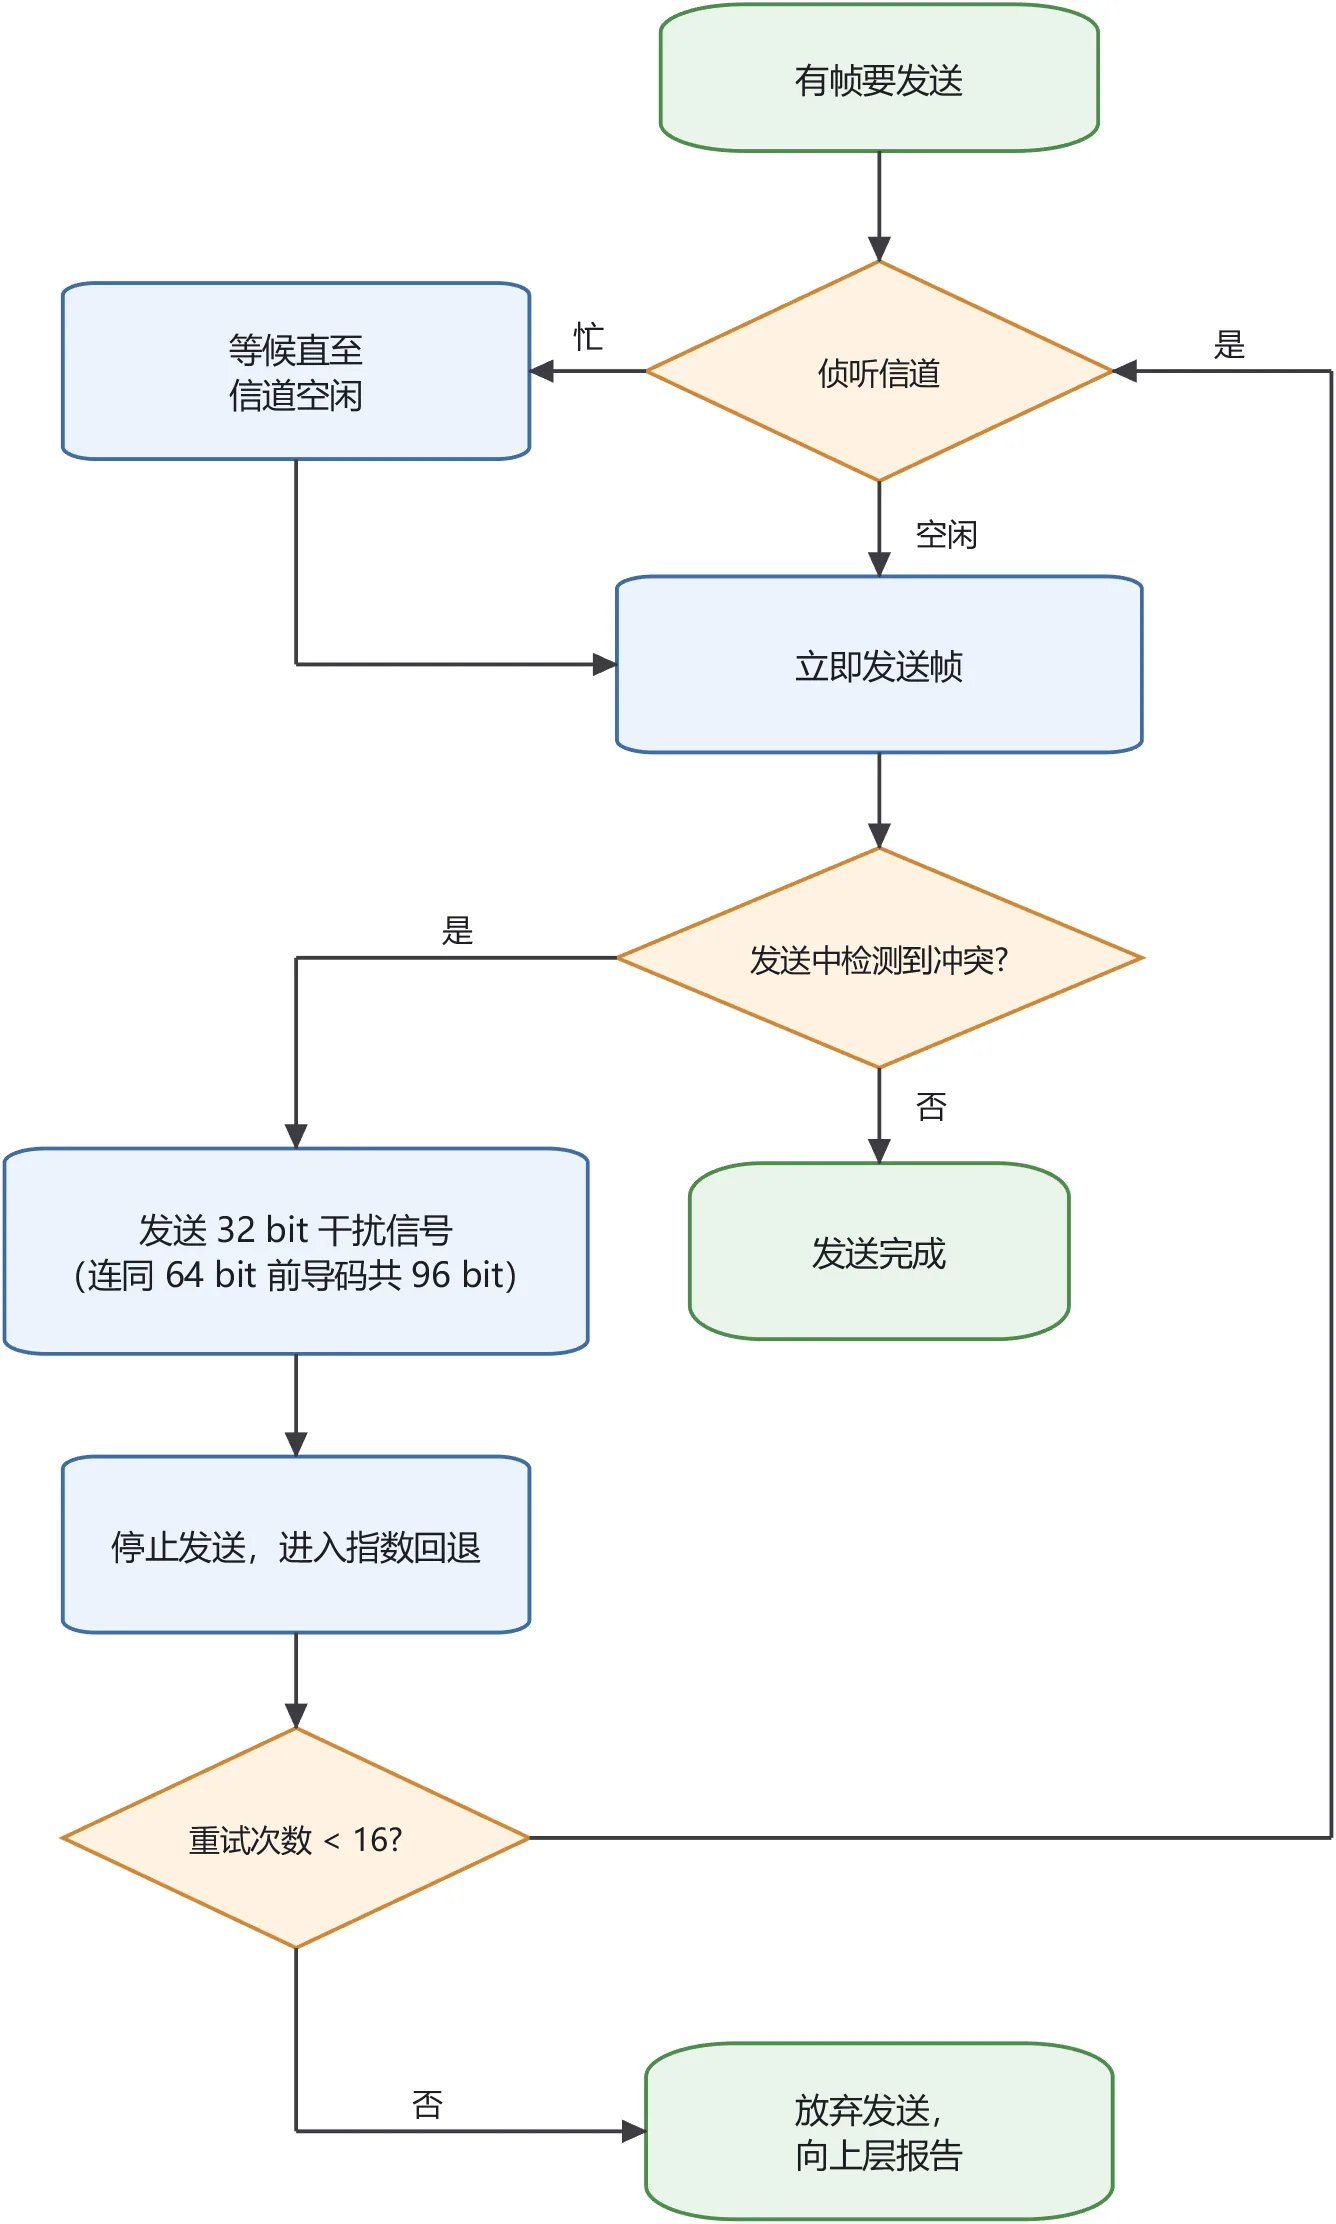 有帧要发送
等候直至
信道空闲
忙
侦听信道
是
空闲
立即发送帧
是
发送中检测到冲突?
否
发送 32 bit 干扰信号
（连同 64 bit 前导码共 96 bit）
发送完成
停止发送，进入指数回退
重试次数 < 16?
否
放弃发送，
向上层报告